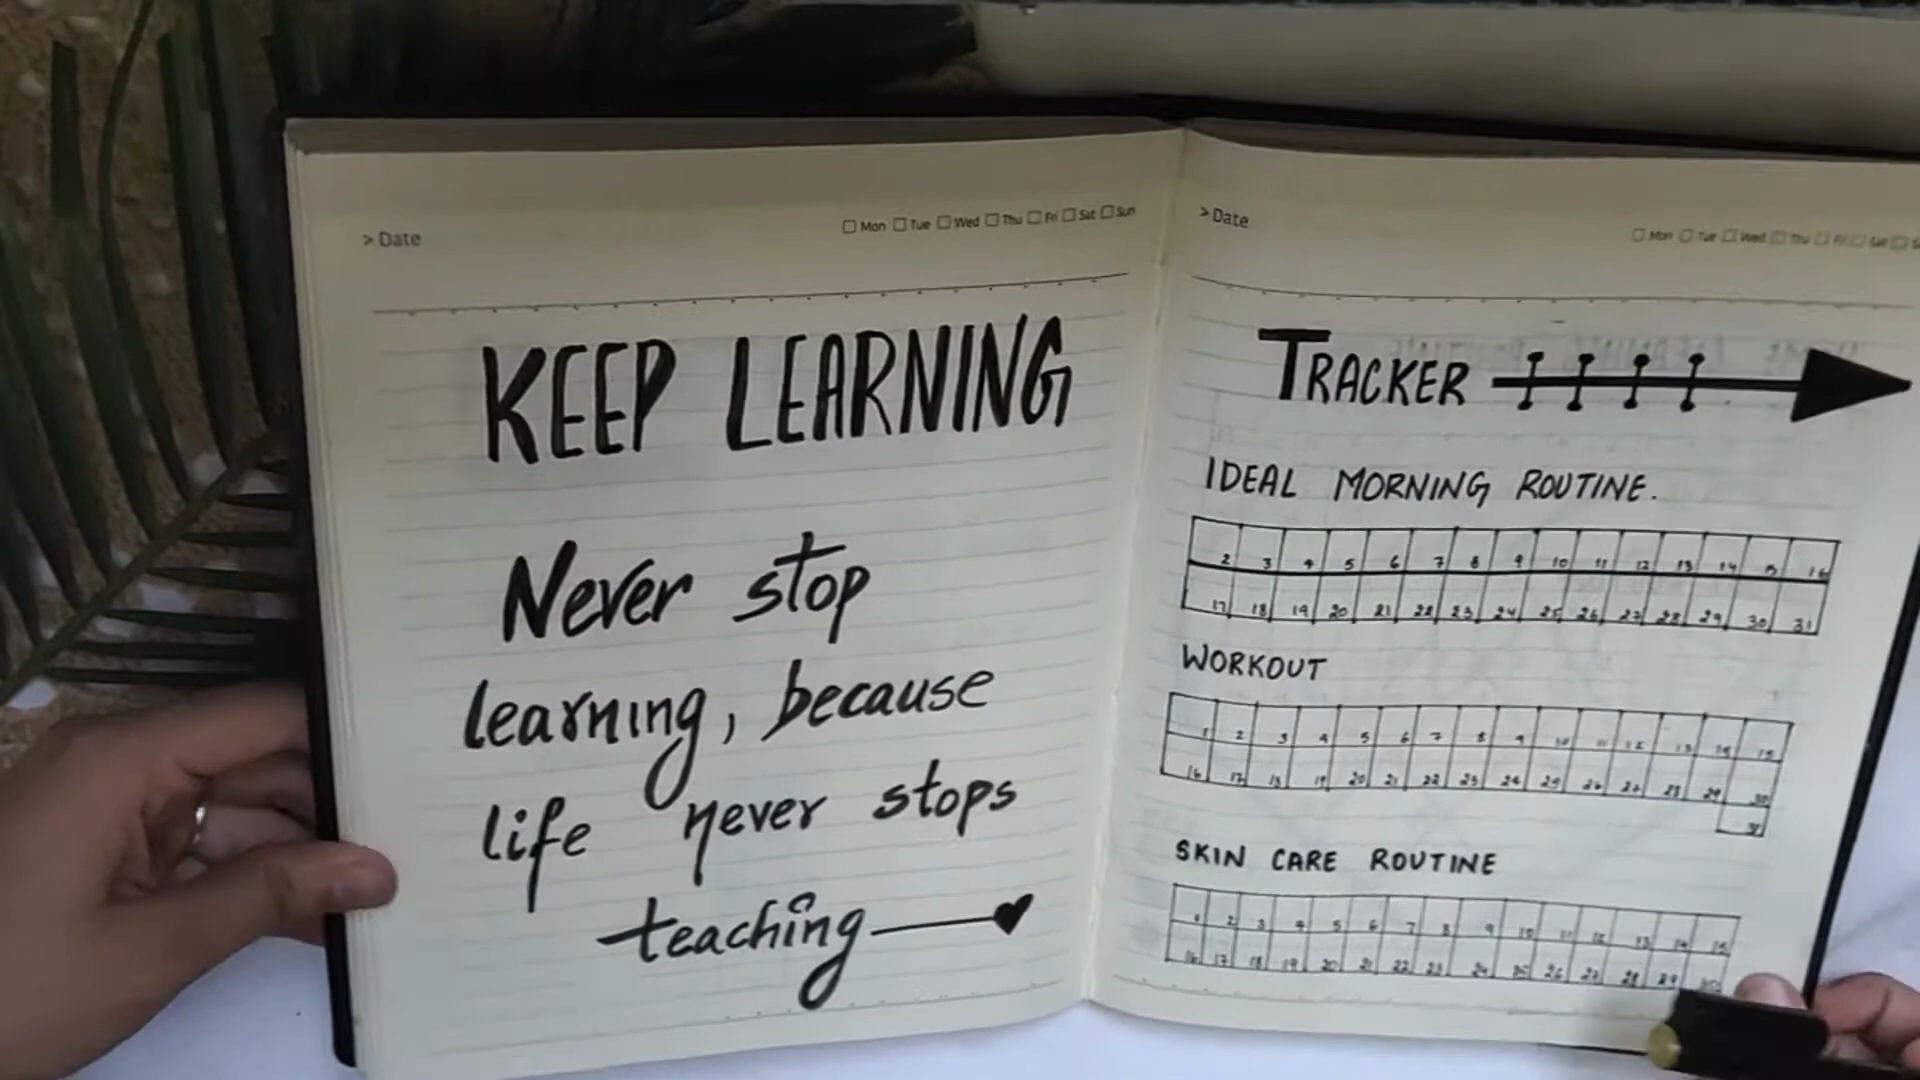 > Date
Mon Tue Wed Thu Fri Sat Sun
KEEP LEARNING
Never stop
learning, because
life never stops
teaching
> Date
Mon Tue Wed Thu Fri Sat
TRACKER
IDEAL MORNING ROUTINE.
2 3 4 5 6 7 8 9 10 11 12 13 14 15 16
17 18 19 20 21 22 23 24 25 26 27 28 29 30 31
WORKOUT
1 2 3 4 5 6 7 8 9 10 11 12 13 14 15
16 17 18 19 20 21 22 23 24 25 26 27 28 29 30
31
SKIN CARE ROUTINE
1 2 3 4 5 6 7 8 9 10 11 12 13 14 15
16 17 18 19 20 21 22 23 24 25 26 27 28 29 30